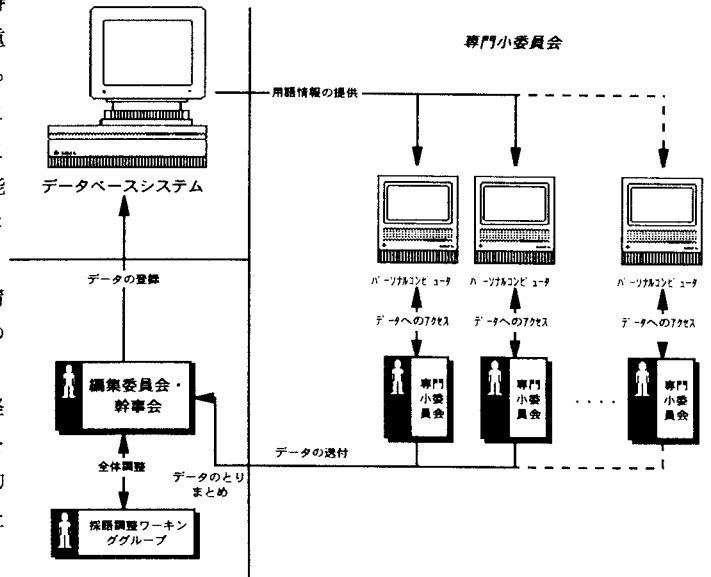 専門小委員会
用語情報の提供
データベースシステム
パーソナルコンピュータ
パーソナルコンピュータ
パーソナルコンピュータ
データの登録
データへのアクセス
データへのアクセス
データへのアクセス
編集委員会・
幹事会
専門
小委
員会
専門
小委
員会
・・・・
専門
小委
員会
全体調整
データの送付
データのとり
まとめ
採語調整ワーキン
ググループ